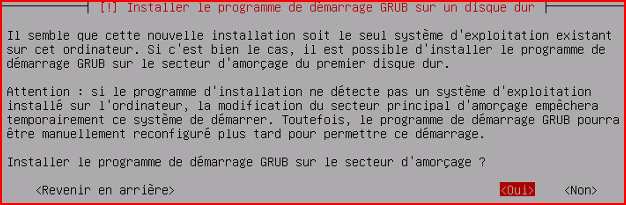 [!] Installer le programme de démarrage GRUB sur un disque dur
Il semble que cette nouvelle installation soit le seul système d'exploitation existant
sur cet ordinateur. Si c'est bien le cas, il est possible d'installer le programme de
démarrage GRUB sur le secteur d'amorçage du premier disque dur.
Attention : si le programme d'installation ne détecte pas un système d'exploitation
installé sur l'ordinateur, la modification du secteur principal d'amorçage empêchera
temporairement ce système de démarrer. Toutefois, le programme de démarrage GRUB pourra
être manuellement reconfiguré plus tard pour permettre ce démarrage.
Installer le programme de démarrage GRUB sur le secteur d'amorçage ?
<Revenir en arrière> <Oui> <Non>